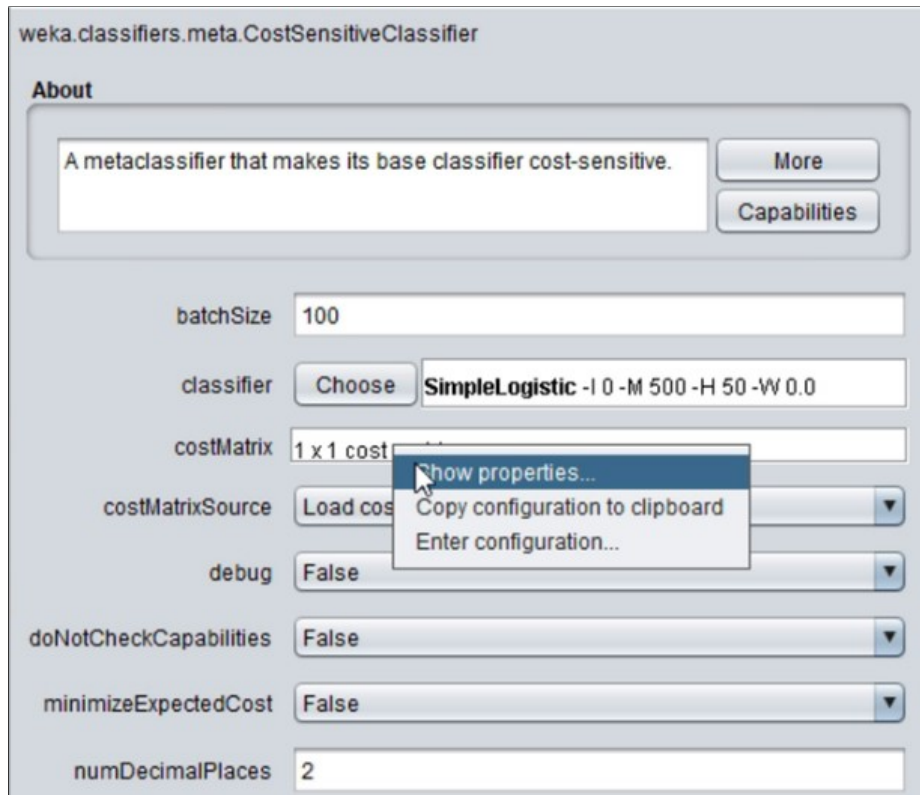 weka.classifiers.meta.CostSensitiveClassifier
About
A metaclassifier that makes its base classifier cost-sensitive.
More
Capabilities
batchSize 100
classifier Choose SimpleLogistic -I 0 -M 500 -H 50 -W 0.0
costMatrix 1 x 1 cost
Show properties...
costMatrixSource Load cos
Copy configuration to clipboard
Enter configuration...
debug False
doNotCheckCapabilities False
minimizeExpectedCost False
numDecimalPlaces 2